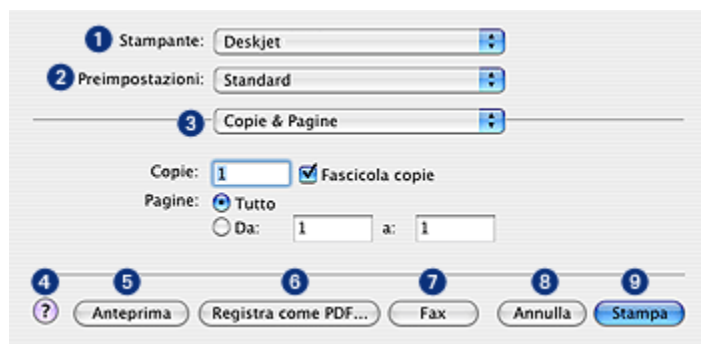 1 Stampante: Deskjet
2 Preimpostazioni: Standard
3 Copie & Pagine
Copie: 1 Fascicola copie
Pagine: Tutto
Da: 1 a: 1
4 5 6 7 8 9
? Anteprima Registra come PDF... Fax Annulla Stampa